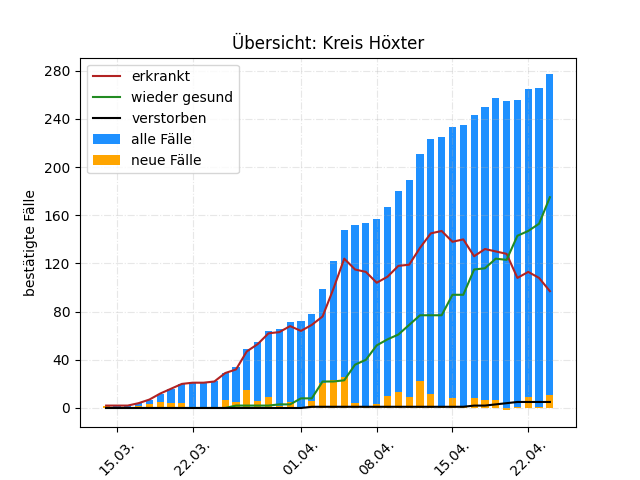 Übersicht: Kreis Höxter
bestätigte Fälle
280
240
200
160
120
80
40
0
erkrankt
wieder gesund
verstorben
alle Fälle
neue Fälle
15.03.
22.03.
01.04.
08.04.
15.04.
22.04.